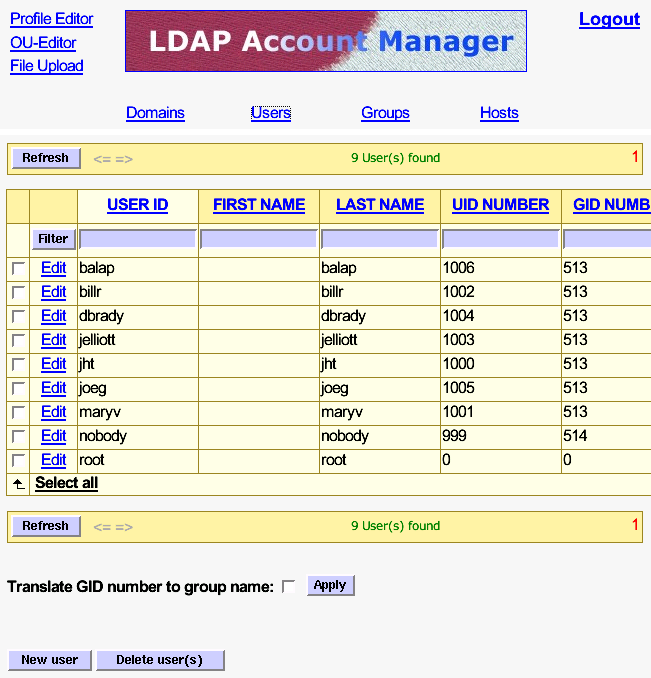 Profile Editor
OU-Editor
File Upload
LDAP Account Manager
Logout
Domains Users Groups Hosts
Refresh <= => 9 User(s) found 1
USER ID FIRST NAME LAST NAME UID NUMBER GID NUMB
Filter
Edit balap balap 1006 513
Edit billr billr 1002 513
Edit dbrady dbrady 1004 513
Edit jelliott jelliott 1003 513
Edit jht jht 1000 513
Edit joeg joeg 1005 513
Edit maryv maryv 1001 513
Edit nobody nobody 999 514
Edit root root 0 0
Select all
Refresh <= => 9 User(s) found 1
Translate GID number to group name: Apply
New user Delete user(s)